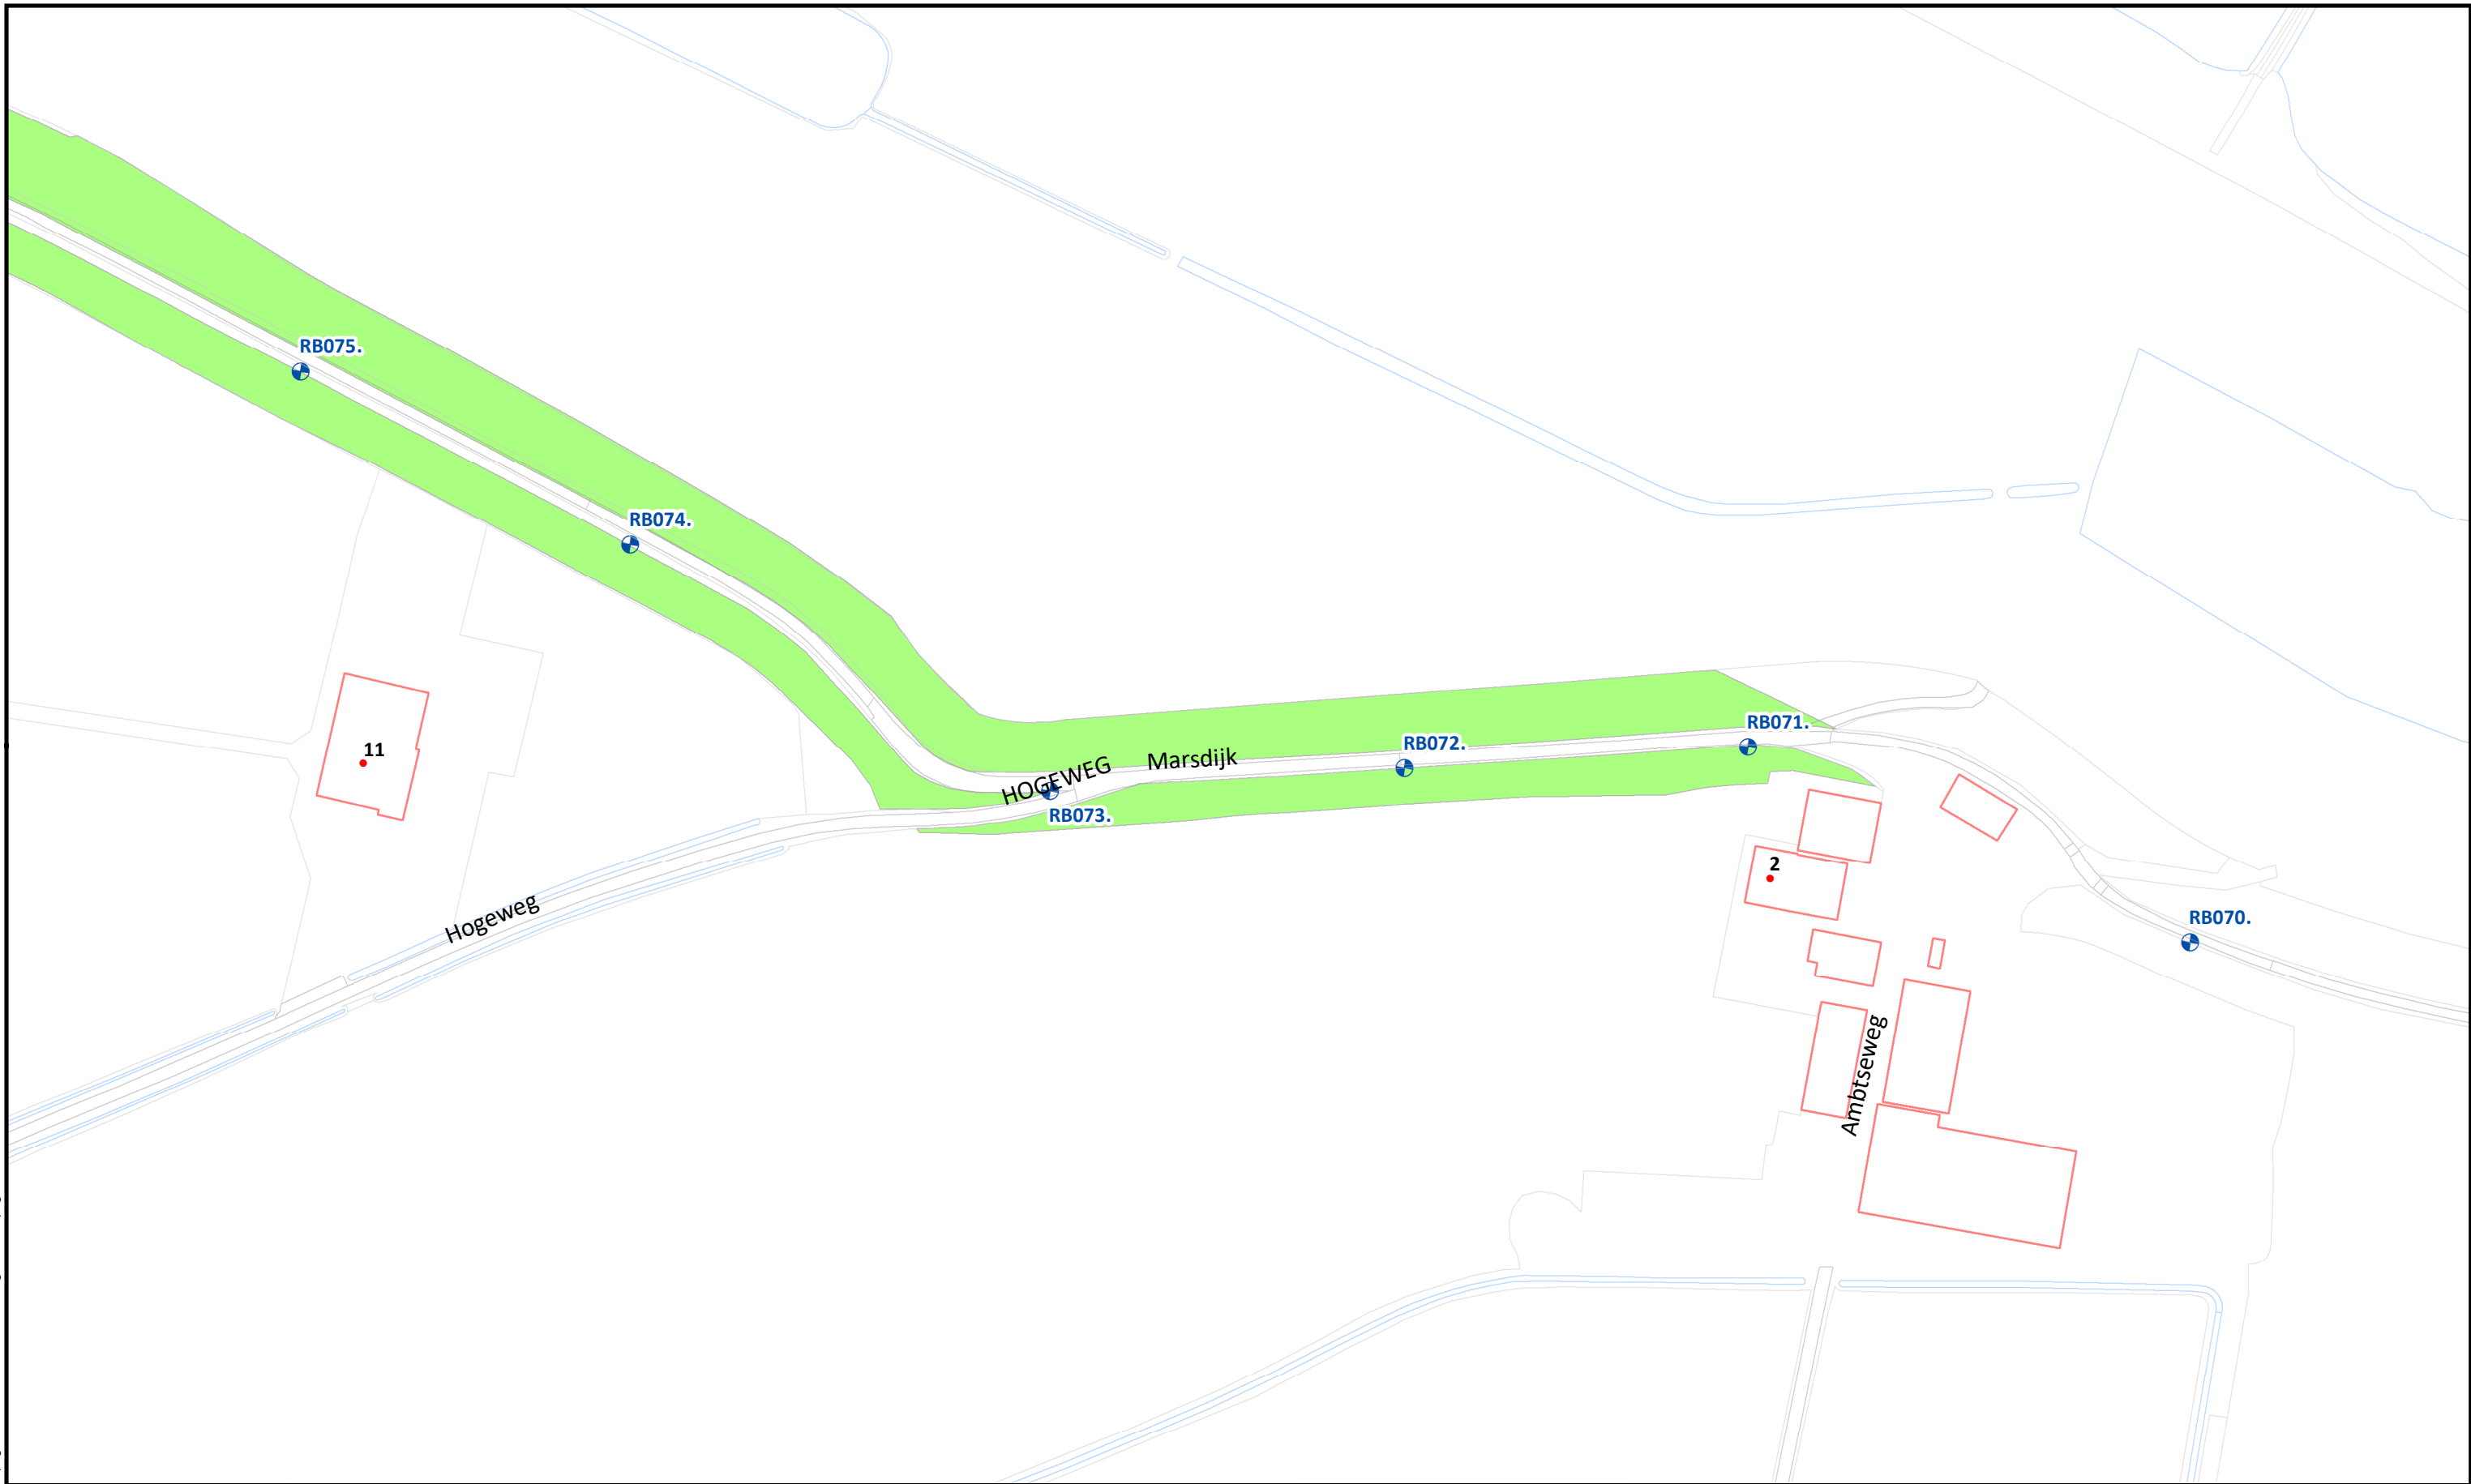 RB075.
RB074.
RB071.
RB072.
Marsdijk
HOGEWEG
11
RB073.
2
Hogeweg
RB070.
Ambtseweg